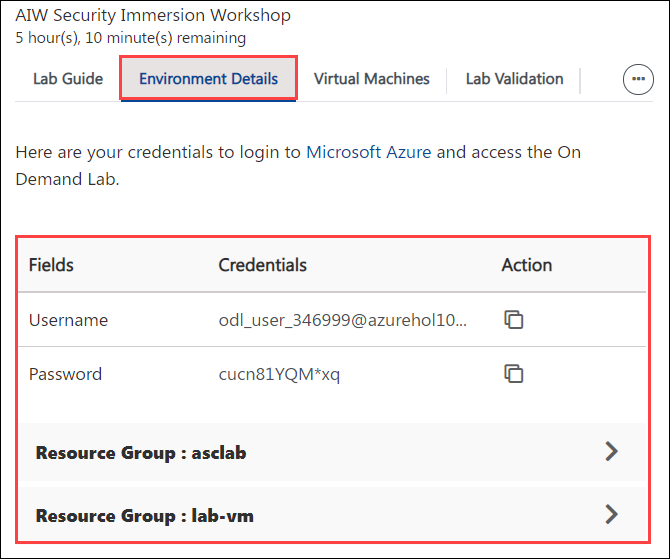 AIW Security Immersion Workshop
5 hour(s), 10 minute(s) remaining
Lab Guide Environment Details Virtual Machines Lab Validation
Here are your credentials to login to Microsoft Azure and access the On
Demand Lab.
Fields Credentials Action
Username odl_user_346999@azurehol10...
Password cucn81YQM*xq
Resource Group : asclab
Resource Group : lab-vm